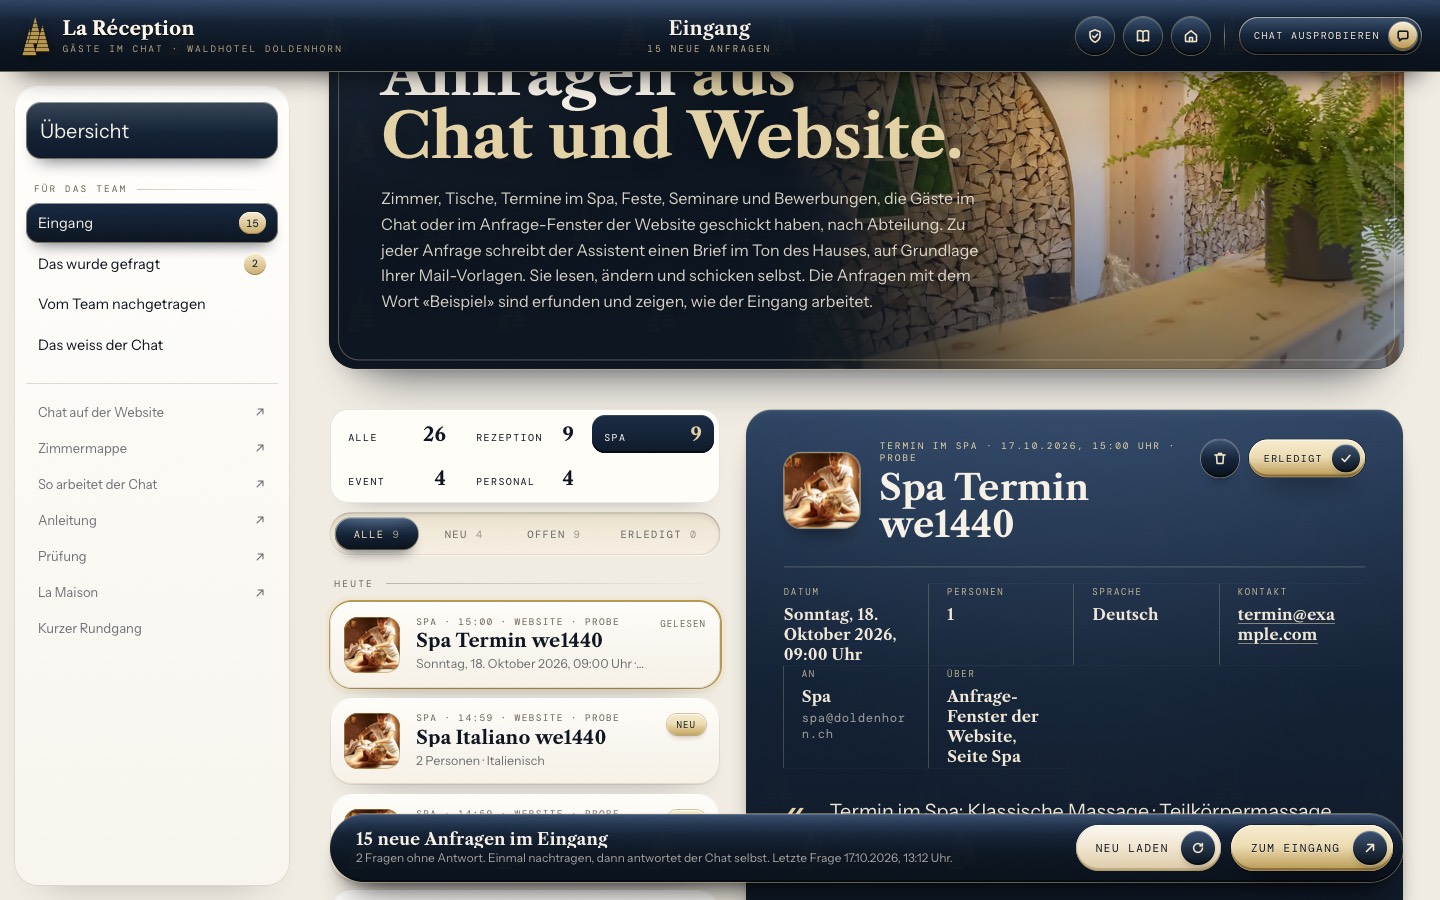 La Réception
GÄSTE IM CHAT · WALDHOTEL DOLDENHORN
Eingang
15 NEUE ANFRAGEN
CHAT AUSPROBIEREN
Übersicht
FÜR DAS TEAM
Eingang 15
Das wurde gefragt 2
Vom Team nachgetragen
Das weiss der Chat
Chat auf der Website
Zimmermappe
So arbeitet der Chat
Anleitung
Prüfung
La Maison
Kurzer Rundgang
Anfragen aus
Chat und Website.
Zimmer, Tische, Termine im Spa, Feste, Seminare und Bewerbungen, die Gäste im
Chat oder im Anfrage-Fenster der Website geschickt haben, nach Abteilung. Zu
jeder Anfrage schreibt der Assistent einen Brief im Ton des Hauses, auf Grundlage
Ihrer Mail-Vorlagen. Sie lesen, ändern und schicken selbst. Die Anfragen mit dem
Wort «Beispiel» sind erfunden und zeigen, wie der Eingang arbeitet.
ALLE 26 REZEPTION 9 SPA 9
EVENT 4 PERSONAL 4
ALLE 9 NEU 4 OFFEN 9 ERLEDIGT 0
HEUTE
SPA · 15:00 · WEBSITE · PROBE
GELESEN
Spa Termin we1440
Sonntag, 18. Oktober 2026, 09:00 Uhr ·...
SPA · 14:59 · WEBSITE · PROBE
NEU
Spa Italiano we1440
2 Personen · Italienisch
TERMIN IM SPA · 17.10.2026, 15:00 UHR ·
PROBE
ERLEDIGT
Spa Termin
we1440
DATUM
Sonntag, 18.
Oktober 2026,
09:00 Uhr
PERSONEN
1
SPRACHE
Deutsch
KONTAKT
termin@exa
mple.com
AN
Spa
spa@doldenhor
n.ch
ÜBER
Anfrage-
Fenster der
Website,
Seite Spa
«
Termin im Spa: Klassische Massage · Teilkörpermassage
15 neue Anfragen im Eingang
2 Fragen ohne Antwort. Einmal nachtragen, dann antwortet der Chat selbst. Letzte Frage 17.10.2026, 13:12 Uhr.
NEU LADEN
ZUM EINGANG